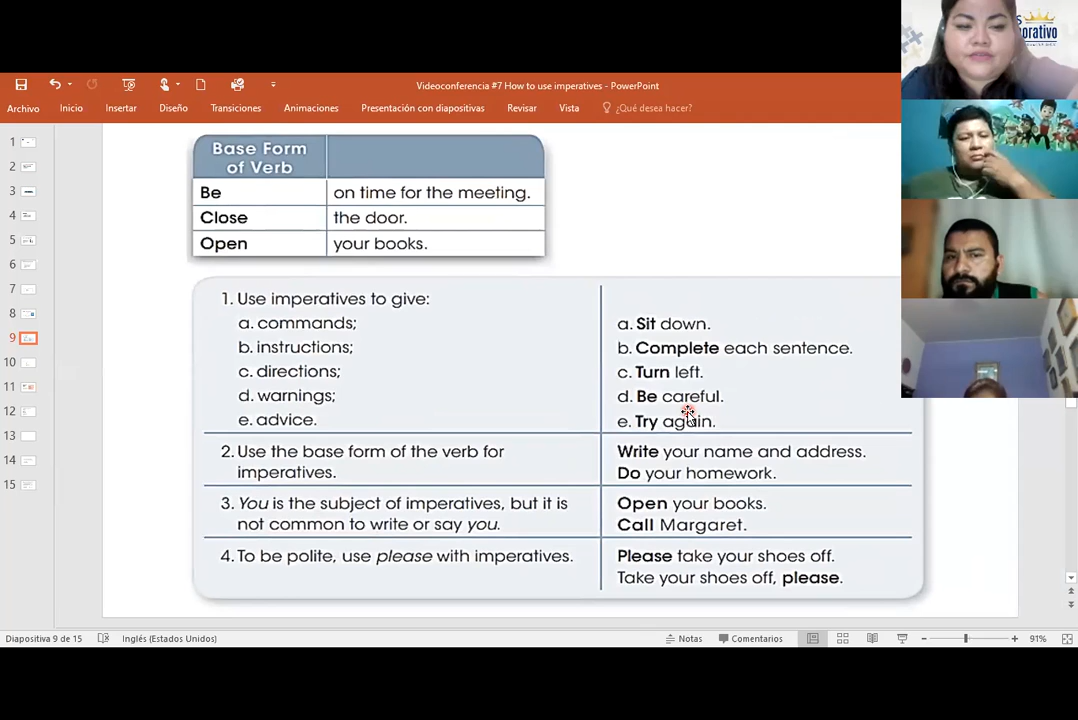 Videoconferencia #7 How to use imperatives - PowerPoint
Archivo Inicio Insertar Diseño Transiciones Animaciones Presentación con diapositivas Revisar Vista ¿Qué desea hacer?
Base Form
of Verb
Be on time for the meeting.
Close the door.
Open your books.
1. Use imperatives to give:
a. commands; a. Sit down.
b. instructions; b. Complete each sentence.
c. directions; c. Turn left.
d. warnings; d. Be careful.
e. advice. e. Try again.
2. Use the base form of the verb for
imperatives.
Write your name and address.
Do your homework.
3. You is the subject of imperatives, but it is
not common to write or say you.
Open your books.
Call Margaret.
4. To be polite, use please with imperatives.
Please take your shoes off.
Take your shoes off, please.
1
2
3
4
5
6
7
8
9
10
11
12
13
14
15
Diapositiva 9 de 15 Inglés (Estados Unidos) Notas Comentarios 91%